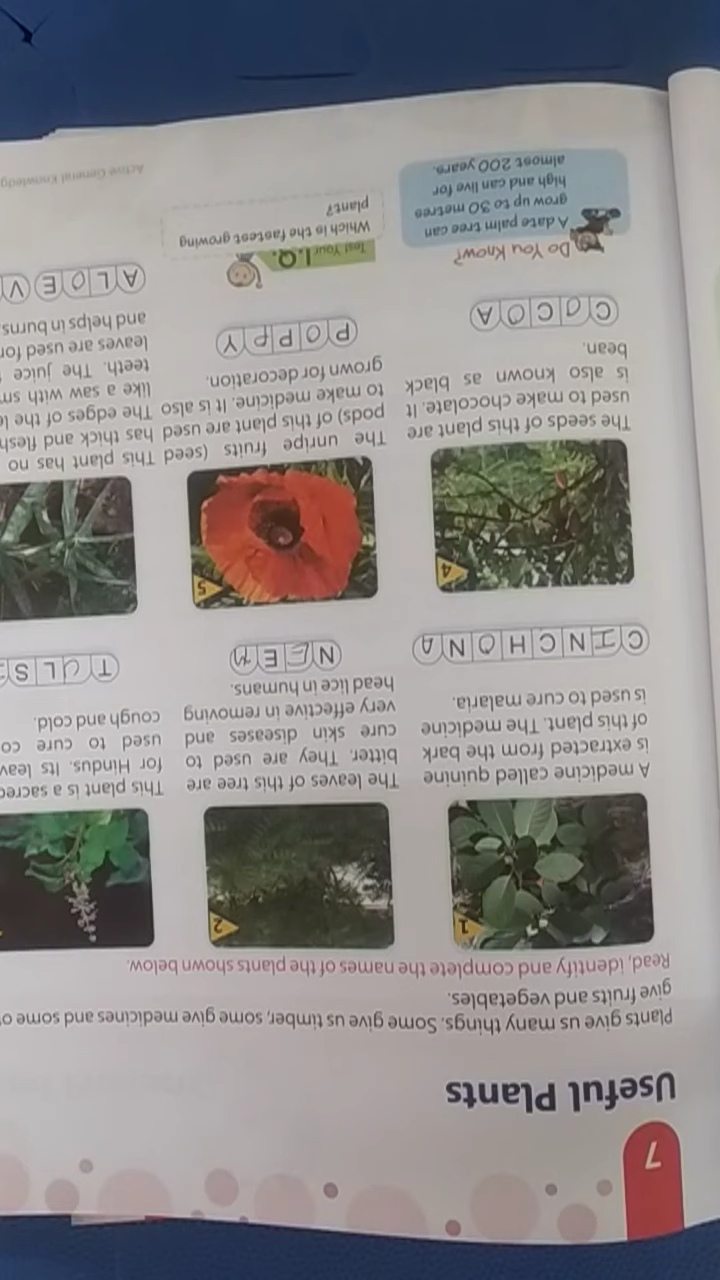 7
Useful Plants
Plants give us many things. Some give us timber, some give medicines and some
give fruits and vegetables.
Read, identify and complete the names of the plants shown below.
1
A medicine called quinine
is extracted from the bark
of this plant. The medicine
is used to cure malaria.
CINCHONA
2
The leaves of this tree are
bitter. They are used to
cure skin diseases and
very effective in removing
head lice in humans.
NEEM
This plant is a sacred
for Hindus. Its
used to cure
cough and cold.
TULS
4
The seeds of this plant are
used to make chocolate. It
is also known as black
bean.
COCOA
5
The unripe fruits (seed
pods) of this plant are used
to make medicine. It is also
grown for decoration.
POPPY
This plant has no
has thick and
The edges of the
like a saw with
teeth. The juice
leaves are used for
and helps in burns
ALOE V
Do You Know?
A date palm tree can
grow up to 30 metres
high and can live for
almost 200 years.
Test Your I.Q.
Which is the fastest growing
plant?
Active General